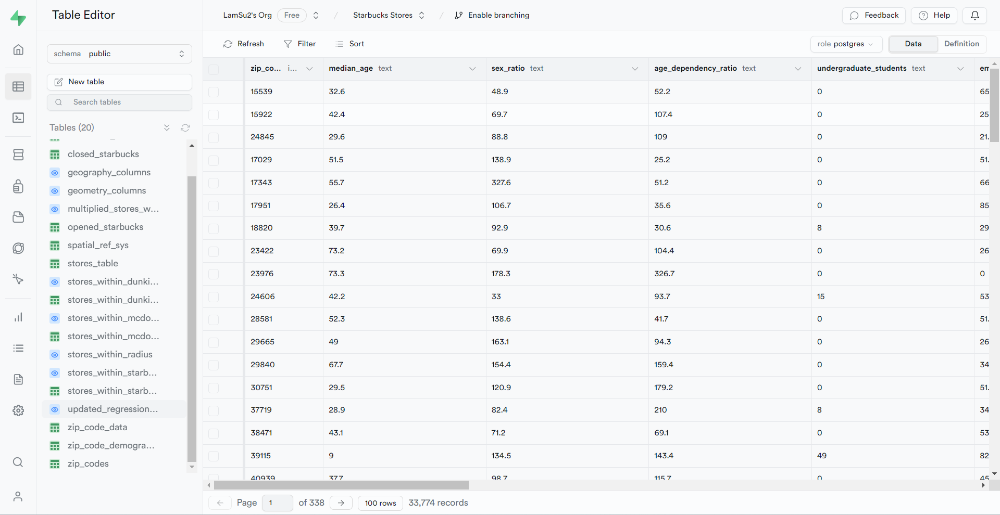 Table Editor
LamSu2's Org Free / Starbucks Stores / Enable branching
Feedback Help
schema public
New table
Search tables
Tables (20)
closed_starbucks
geography_columns
geometry_columns
multiplied_stores_w...
opened_starbucks
spatial_ref_sys
stores_table
stores_within_dunki...
stores_within_dunki...
stores_within_mcdo...
stores_within_mcdo...
stores_within_radius
stores_within_starb...
stores_within_starb...
updated_regression...
zip_code_data
zip_code_demogra...
zip_codes
Refresh Filter Sort
role postgres Data Definition
zip_co... i... median_age text sex_ratio text age_dependency_ratio text undergraduate_students text em
15539 32.6 48.9 52.2 0 65
15922 42.4 69.7 107.4 0 25
24845 29.6 88.8 109 0 21.
17029 51.5 138.9 25.2 0 51.
17343 55.7 327.6 51.2 0 66
17951 26.4 106.7 35.6 0 85
18820 39.7 92.9 30.6 8 29
23422 73.2 69.9 104.4 0 26
23976 73.3 178.3 326.7 0 0
24606 42.2 33 93.7 15 53
28581 52.3 138.6 41.7 0 51.
29665 49 163.1 94.3 0 26
29840 67.7 154.4 159.4 0 34
30751 29.5 120.9 179.2 0 51.
37719 28.9 82.4 210 8 34
38471 43.1 71.2 69.1 0 53
39115 9 134.5 143.4 49 82
40939 37.7 98.7 115.7 0 45
Page 1 of 338 100 rows 33,774 records